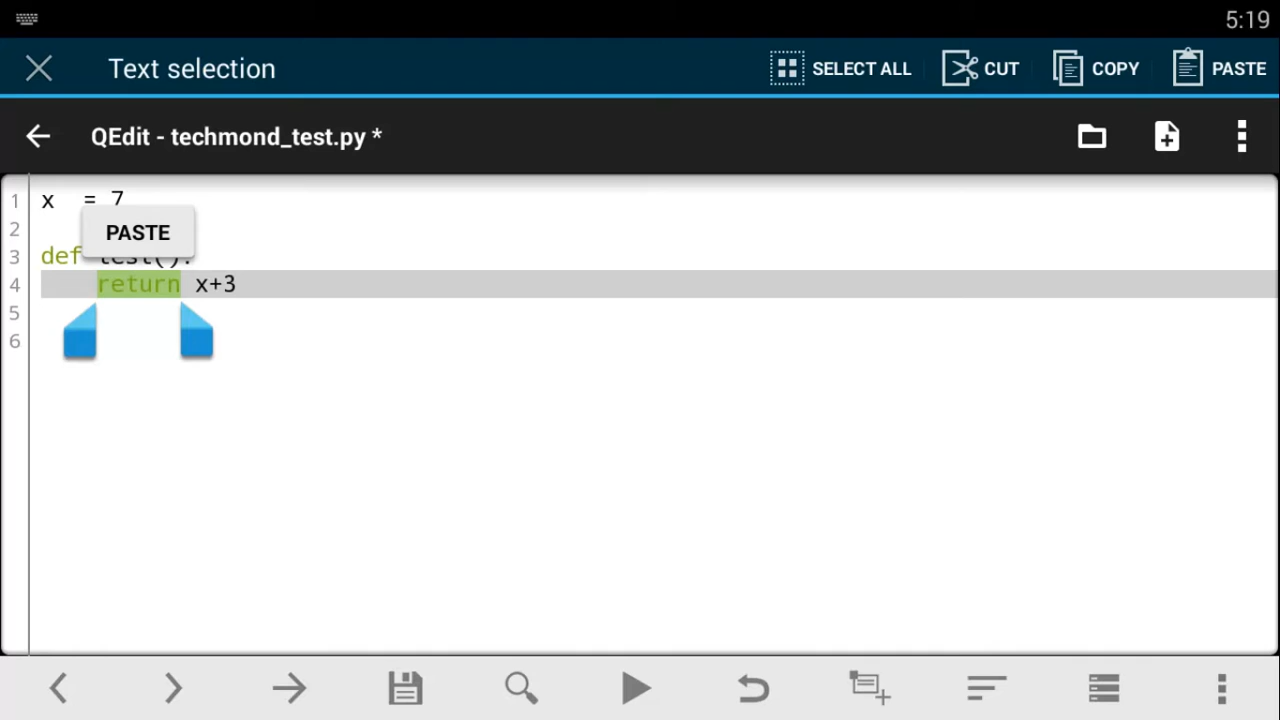 5:19
Text selection
SELECT ALL
CUT
COPY
PASTE
QEdit - techmond_test.py *
1 x = 7
2
PASTE
3 def test():
4 return x+3
5
6